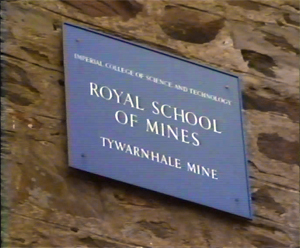 IMPERIAL COLLEGE OF SCIENCE AND TECHNOLOGY
ROYAL SCHOOL
OF MINES
TYWARNHALE MINE